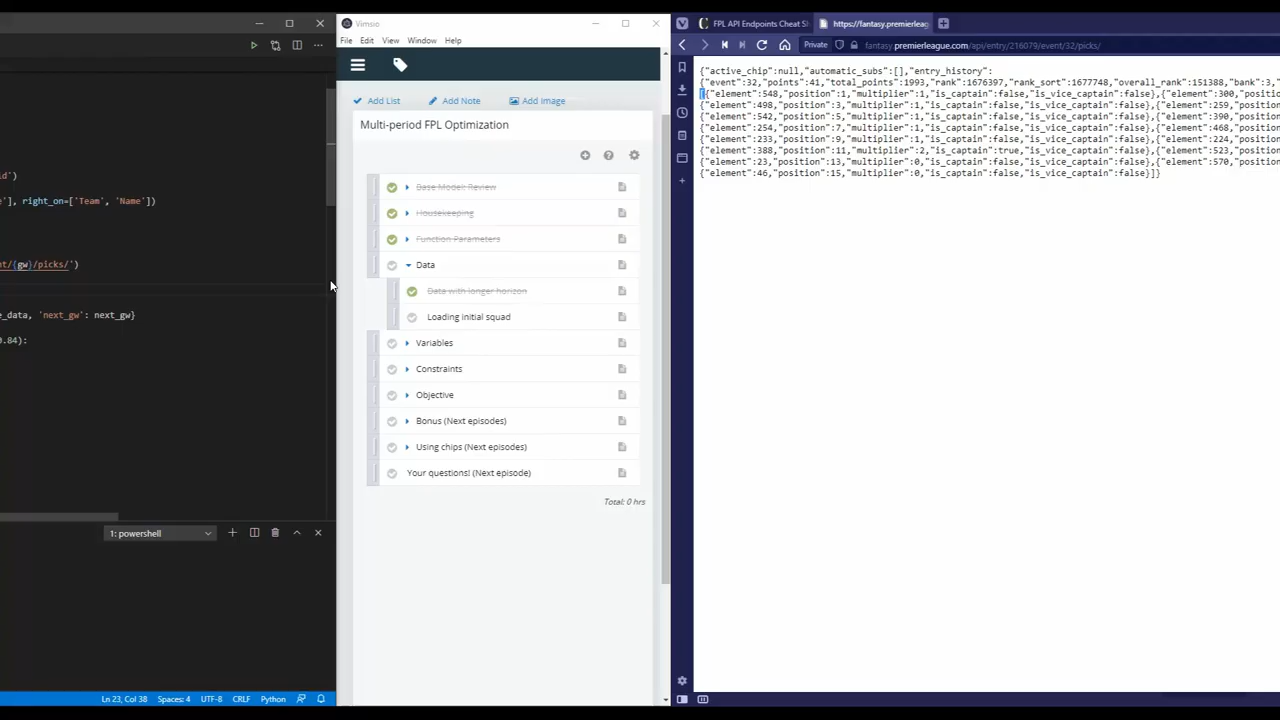 id')
e'], right_on=['Team', 'Name'])
nt/{gw}/picks/')
e_data, 'next_gw': next_gw}
0.84):
1: powershell
Ln 23, Col 38 Spaces: 4 UTF-8 CRLF Python
Vimsio
File Edit View Window Help
Add List Add Note Add Image
Multi-period FPL Optimization
Base Model: Review
Housekeeping
Function Parameters
Data
Data with longer horizon
Loading initial squad
Variables
Constraints
Objective
Bonus (Next episodes)
Using chips (Next episodes)
Your questions! (Next episode)
Total: 0 hrs
FPL API Endpoints Cheat S
https://fantasy.premierleag
Private fantasy.premierleague.com/api/entry/216079/event/32/picks/
{"active_chip":null,"automatic_subs":[],"entry_history":
{"event":32,"points":41,"total_points":1993,"rank":1676397,"rank_sort":1677748,"overall_rank":151388,"bank":3,"
[{"element":548,"position":1,"multiplier":1,"is_captain":false,"is_vice_captain":false},{"element":300,"positio
{"element":498,"position":3,"multiplier":1,"is_captain":false,"is_vice_captain":false},{"element":259,"position
{"element":542,"position":5,"multiplier":1,"is_captain":false,"is_vice_captain":false},{"element":390,"position
{"element":254,"position":7,"multiplier":1,"is_captain":false,"is_vice_captain":false},{"element":468,"position
{"element":233,"position":9,"multiplier":1,"is_captain":false,"is_vice_captain":false},{"element":224,"position
{"element":388,"position":11,"multiplier":2,"is_captain":true,"is_vice_captain":false},{"element":523,"position
{"element":23,"position":13,"multiplier":0,"is_captain":false,"is_vice_captain":false},{"element":570,"position
{"element":46,"position":15,"multiplier":0,"is_captain":false,"is_vice_captain":false}]}